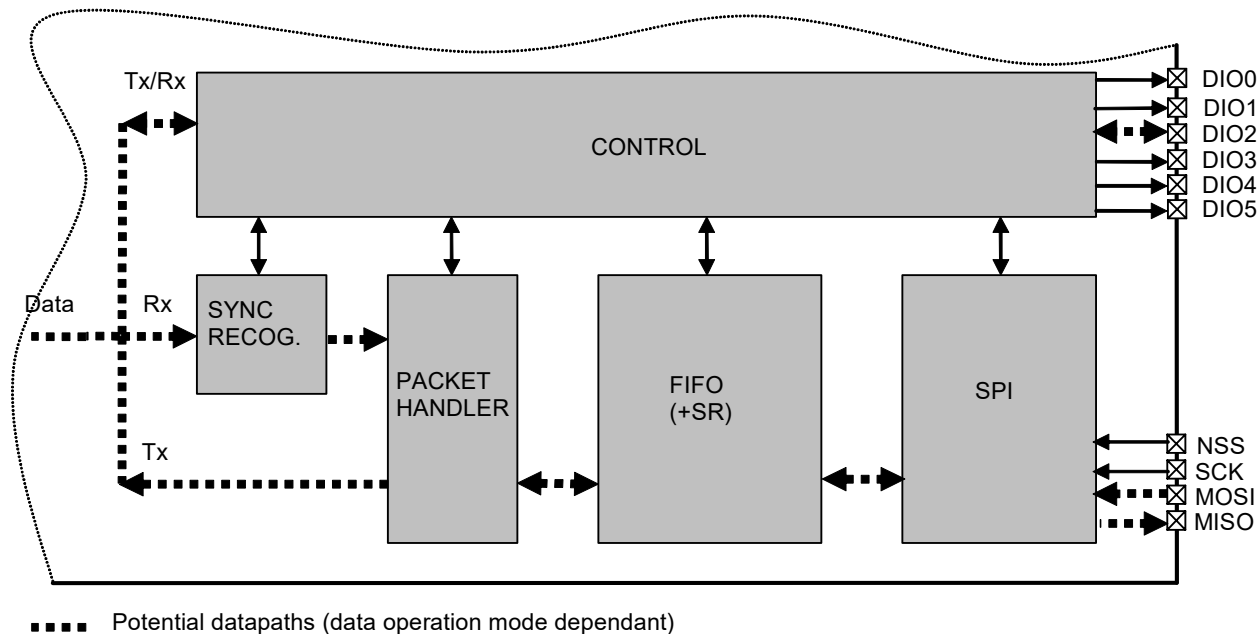 Tx/Rx
CONTROL
DIO0
DIO1
DIO2
DIO3
DIO4
DIO5
Data
Rx
SYNC
RECOG.
PACKET
HANDLER
FIFO
(+SR)
SPI
Tx
NSS
SCK
MOSI
MISO
Potential datapaths (data operation mode dependant)